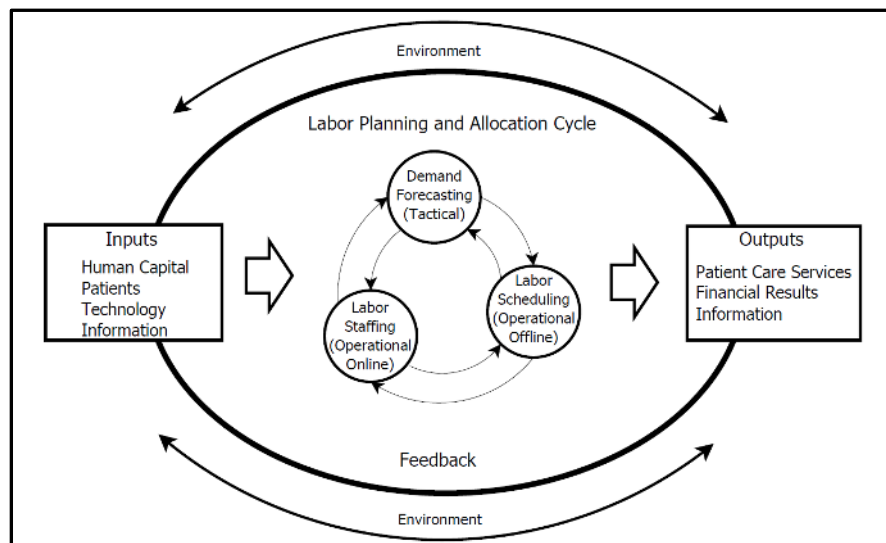 Environment
Labor Planning and Allocation Cycle
Demand
Forecasting
(Tactical)
Inputs
Human Capital
Patients
Technology
Information
Labor
Staffing
(Operational
Online)
Labor
Scheduling
(Operational
Offline)
Outputs
Patient Care Services
Financial Results
Information
Feedback
Environment